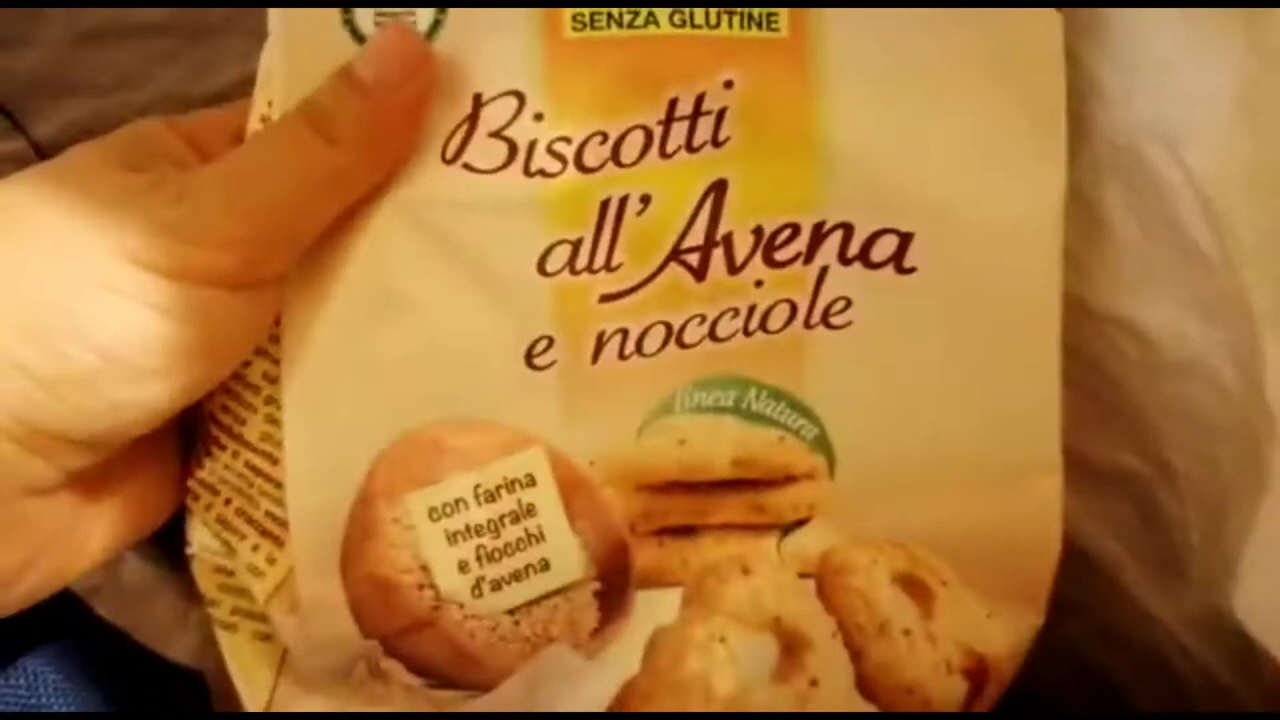 SENZA GLUTINE
Biscotti
all'Avena
e nocciole
linea Natura
con farina
integrale
e fiocchi
d'avena